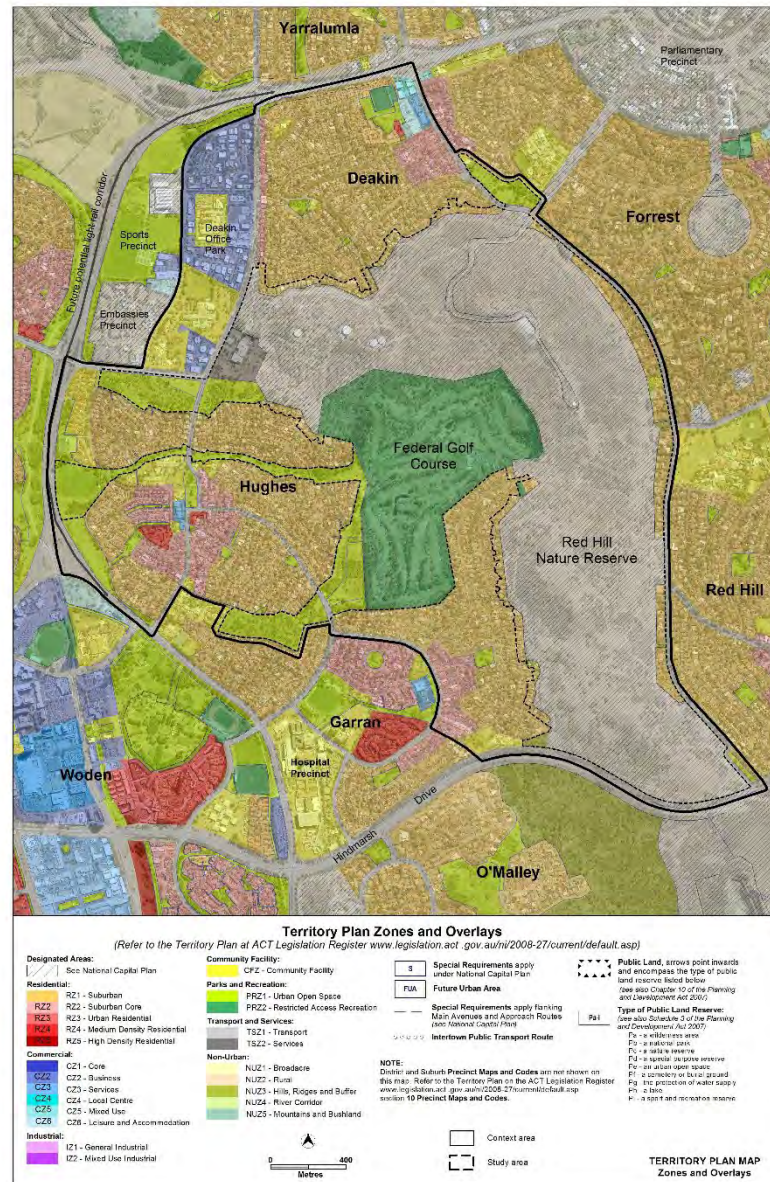 Yarralumla
Parliamentary
Precinct
Deakin
Forrest
Future potential light rail corridor
Sports
Precinct
Deakin
Office
Park
Embassies
Precinct
Federal Golf
Course
Hughes
Red Hill
Nature Reserve
Red Hill
Garran
Hospital
Precinct
Woden
Hindmarsh Drive
O'Malley
Territory Plan Zones and Overlays
(Refer to the Territory Plan at ACT Legislation Register www.legislation.act .gov.au/ni/2008-27/current/default.asp)
Designated Areas:
See National Capital Plan
Residential:
RZ1 - Suburban
RZ2 RZ2 - Suburban Core
RZ3 RZ3 - Urban Residential
RZ4 RZ4 - Medium Density Residential
RZ5 - High Density Residential
Commercial:
CZ1 CZ1 - Core
CZ2 CZ2 - Business
CZ3 CZ3 - Services
CZ4 CZ4 - Local Centre
CZ5 CZ5 - Mixed Use
CZ6 CZ6 - Leisure and Accommodation
Industrial:
IZ1 - General Industrial
IZ2 - Mixed Use Industrial
Community Facility:
CFZ - Community Facility
Parks and Recreation:
PRZ1 - Urban Open Space
PRZ2 - Restricted Access Recreation
Transport and Services:
TSZ1 - Transport
TSZ2 - Services
Non-Urban:
NUZ1 - Broadacre
NUZ2 - Rural
NUZ3 - Hills, Ridges and Buffer
NUZ4 - River Corridor
NUZ5 - Mountains and Bushland
0 400
Metres
S Special Requirements apply
under National Capital Plan
FUA Future Urban Area
Special Requirements apply flanking
Main Avenues and Approach Routes
(see National Capital Plan)
Intertown Public Transport Route
NOTE:
District and Suburb Precinct Maps and Codes are not shown on
this map. Refer to the Territory Plan on the ACT Legislation Register
www.legislation.act.gov.au/ni/2008-27/current/default.asp
section 10 Precinct Maps and Codes.
Context area
Study area
Public Land, arrows point inwards
and encompass the type of public
land reserve listed below
(see also Chapter 10 of the Planning
and Development Act 2007)
Type of Public Land Reserve:
(see also Schedule 3 of the Planning
and Development Act 2007)
Pa - a wilderness area
Pb - a national park
Pc - a nature reserve
Pd - a special purpose reserve
Pe - an urban open space
Pf - a cemetery or burial ground
Pg - the protection of water supply
Ph - a lake
Pi - a sport and recreation reserve
TERRITORY PLAN MAP
Zones and Overlays